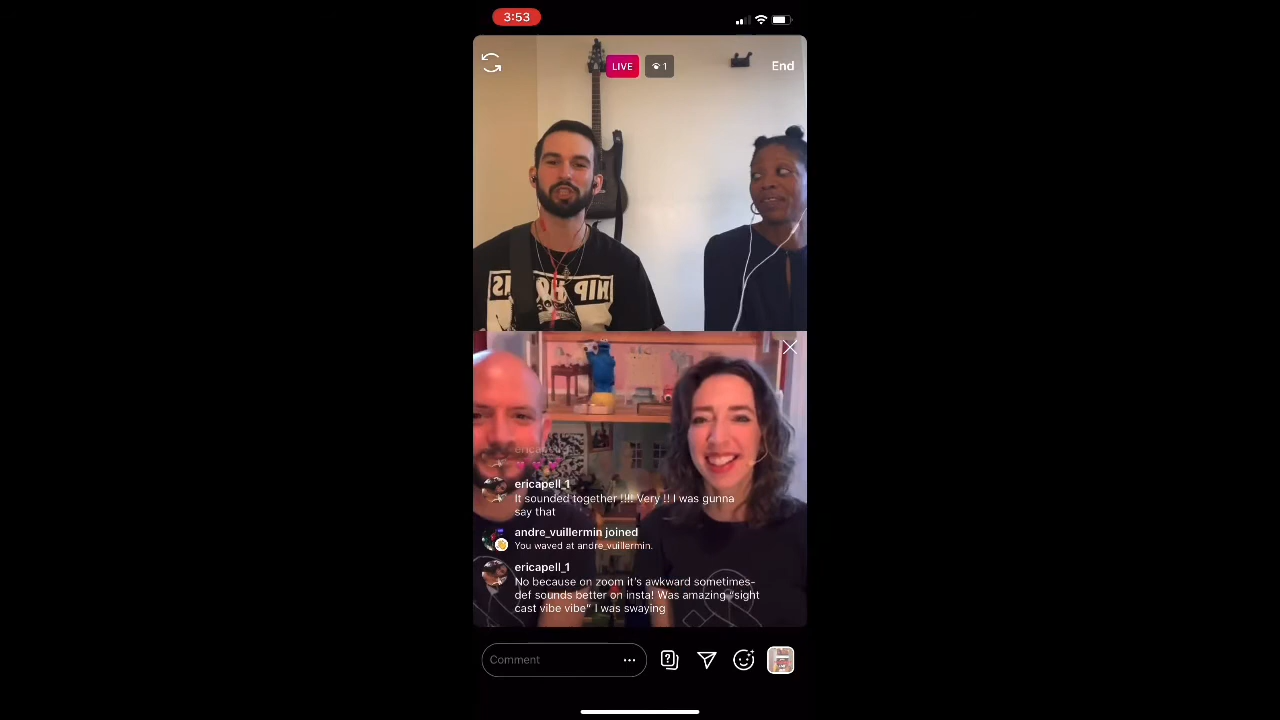 3:53
LIVE
1
End
HIP H
ericapell_1
ericapell_1
It sounded together !!!! Very !! I was gunna
say that
andre_vuillermin joined
You waved at andre_vuillermin.
ericapell_1
No because on zoom it's awkward sometimes-
def sounds better on insta! Was amazing "sight
cast vibe vibe" I was swaying
Comment